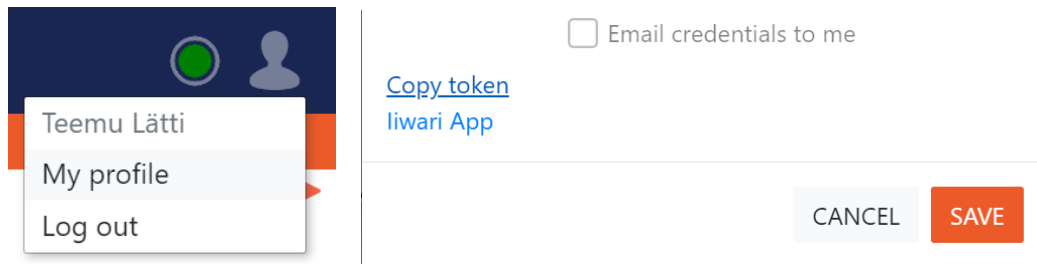 Teemu Lätti
My profile
Log out
Email credentials to me
Copy token
Iiwari App
CANCEL
SAVE